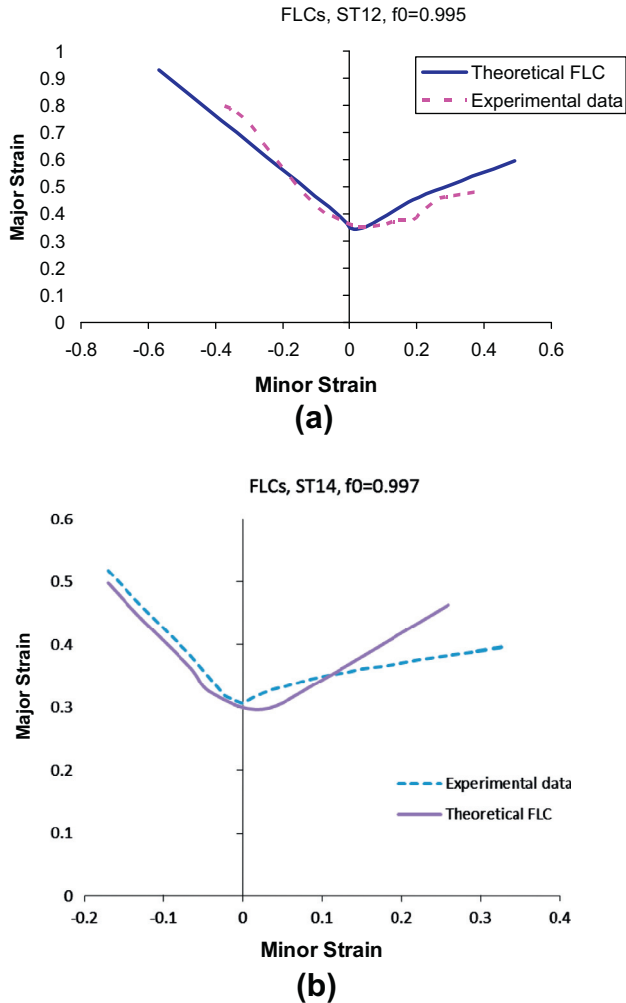 FLCs, ST12, f0=0.995
1
0.9
0.8
0.7
0.6
0.5
0.4
0.3
0.2
0.1
0
Major Strain
Theoretical FLC
Experimental data
-0.8 -0.6 -0.4 -0.2 0 0.2 0.4 0.6
Minor Strain
(a)
FLCs, ST14, f0=0.997
0.6
0.5
0.4
0.3
0.2
0.1
0
Major Strain
Experimental data
Theoretical FLC
-0.2 -0.1 0 0.1 0.2 0.3 0.4
Minor Strain
(b)